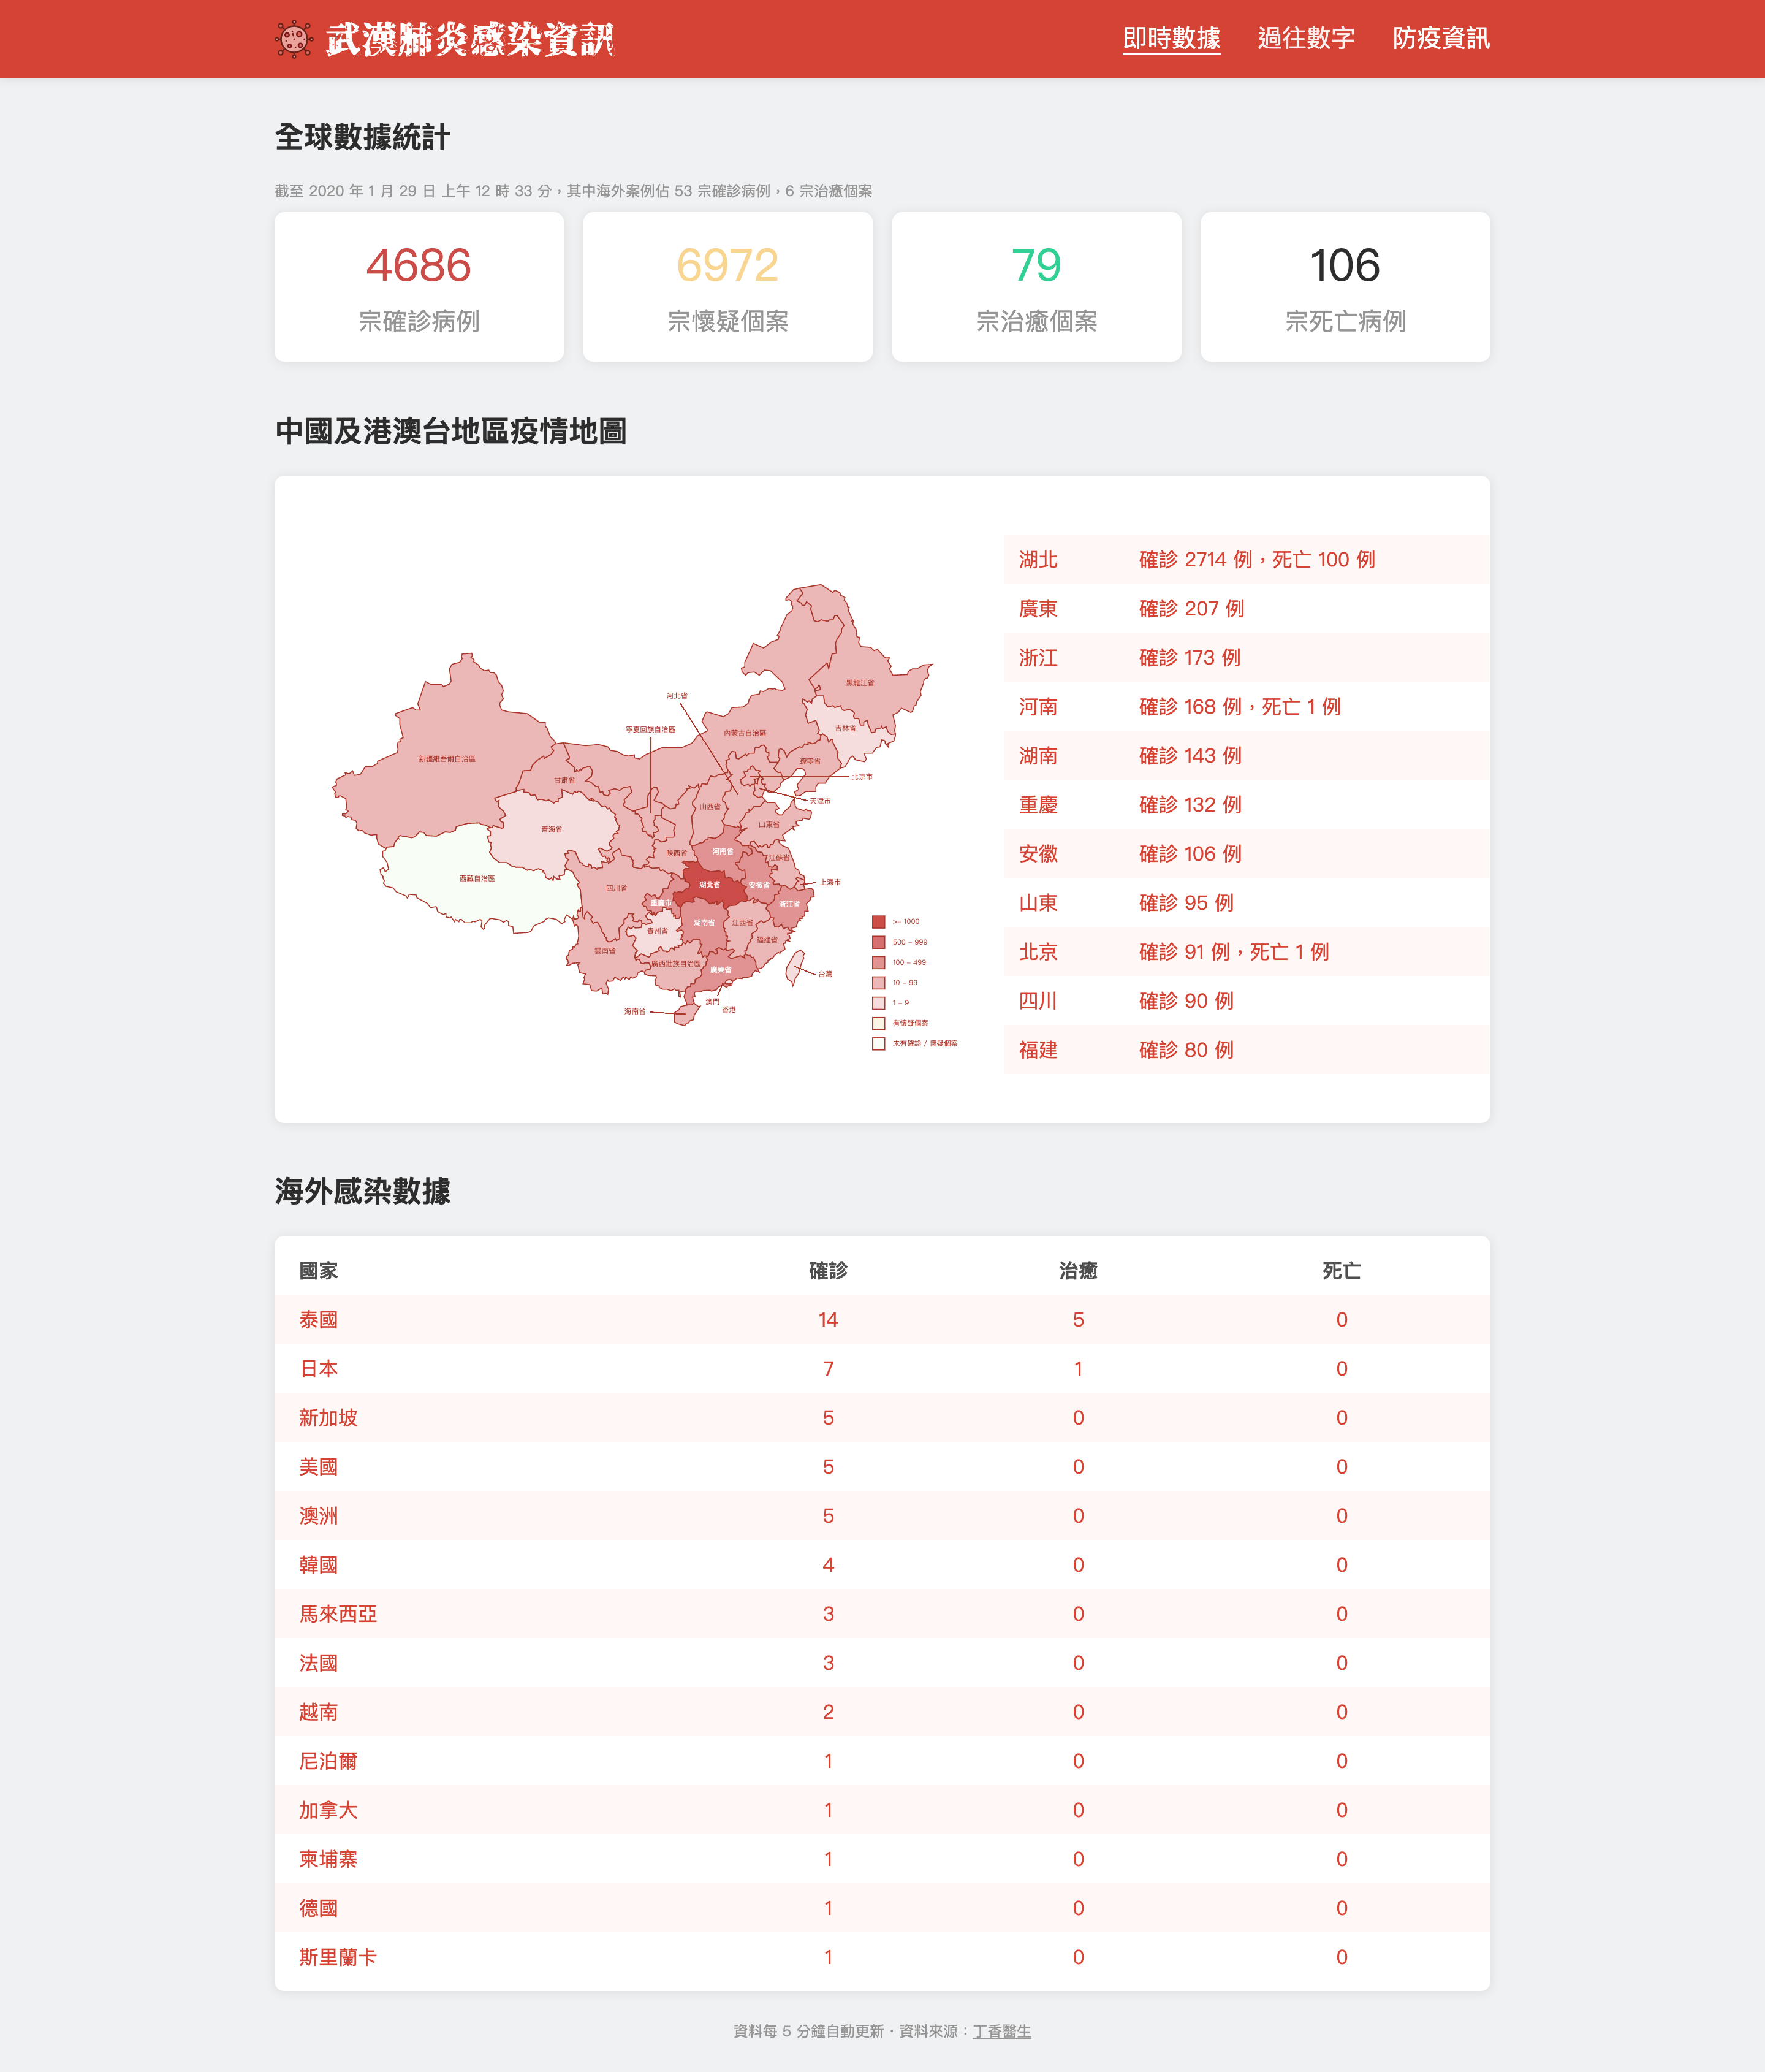 武漢肺炎感染資訊
即時數據 過往數字 防疫資訊
全球數據統計
截至 2020 年 1 月 29 日 上午 12 時 33 分，其中海外案例佔 53 宗確診病例，6 宗治癒個案
4686 6972 79 106
宗確診病例 宗懷疑個案 宗治癒個案 宗死亡病例
中國及港澳台地區疫情地圖
黑龍江省
河北省
吉林省
寧夏回族自治區
內蒙古自治區
新疆維吾爾自治區
遼寧省
甘肅省
北京市
天津市
山西省
山東省
青海省
河南省
陝西省
江蘇省
西藏自治區
上海市
湖北省
安徽省
四川省
重慶市
浙江省
湖南省
江西省
貴州省
福建省
雲南省
廣西壯族自治區
廣東省
台灣
澳門
香港
海南省
>= 1000
500 – 999
100 – 499
10 – 99
1 – 9
有懷疑個案
未有確診 / 懷疑個案
湖北 確診 2714 例，死亡 100 例
廣東 確診 207 例
浙江 確診 173 例
河南 確診 168 例，死亡 1 例
湖南 確診 143 例
重慶 確診 132 例
安徽 確診 106 例
山東 確診 95 例
北京 確診 91 例，死亡 1 例
四川 確診 90 例
福建 確診 80 例
海外感染數據
國家 確診 治癒 死亡
泰國 14 5 0
日本 7 1 0
新加坡 5 0 0
美國 5 0 0
澳洲 5 0 0
韓國 4 0 0
馬來西亞 3 0 0
法國 3 0 0
越南 2 0 0
尼泊爾 1 0 0
加拿大 1 0 0
柬埔寨 1 0 0
德國 1 0 0
斯里蘭卡 1 0 0
資料每 5 分鐘自動更新・資料來源：丁香醫生